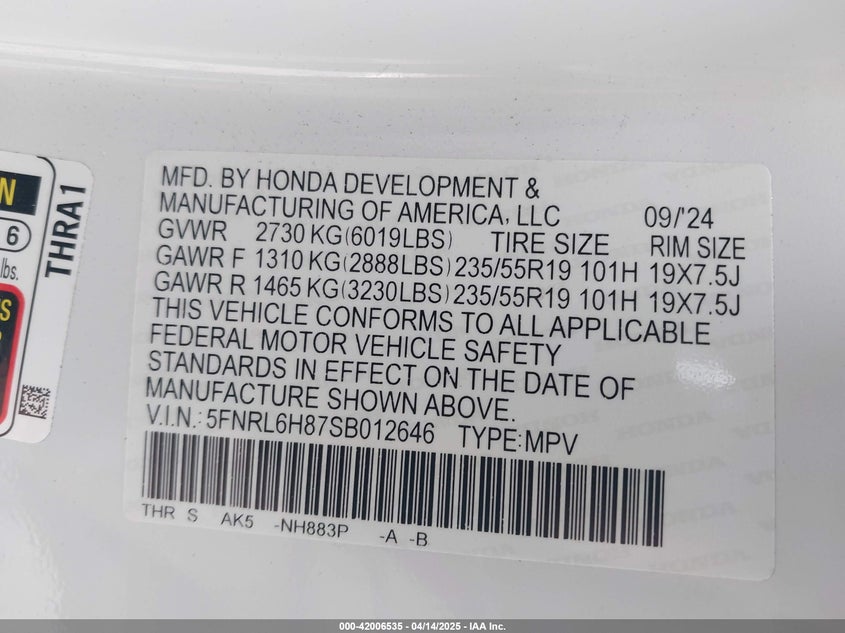 N
6
lbs.
THRA1
MFD. BY HONDA DEVELOPMENT &
MANUFACTURING OF AMERICA, LLC 09/'24
GVWR 2730 KG(6019LBS) TIRE SIZE RIM SIZE
GAWR F 1310 KG(2888LBS) 235/55R19 101H 19X7.5J
GAWR R 1465 KG(3230LBS) 235/55R19 101H 19X7.5J
THIS VEHICLE CONFORMS TO ALL APPLICABLE
FEDERAL MOTOR VEHICLE SAFETY
STANDARDS IN EFFECT ON THE DATE OF
MANUFACTURE SHOWN ABOVE.
V.I.N.: 5FNRL6H87SB012646 TYPE:MPV
THR S AK5 -NH883P -A -B
000-42006535 - 04/14/2025 - IAA Inc.